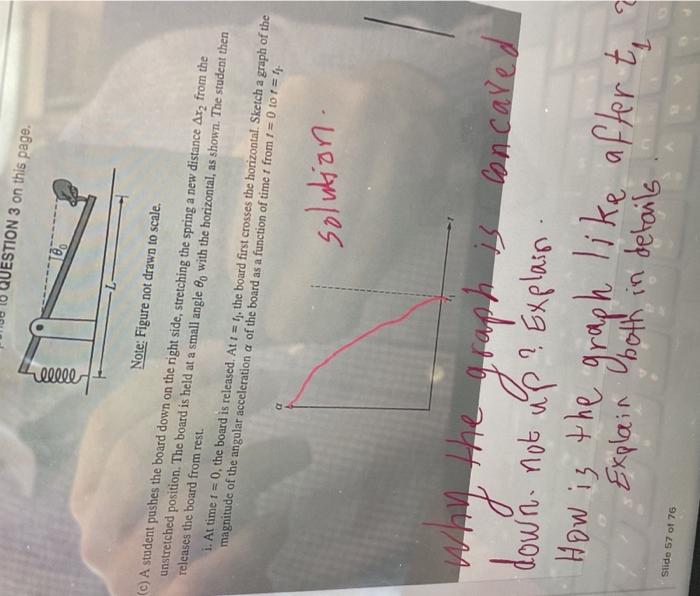 to QUESTION 3 on this page.
θ0
L
Note: Figure not drawn to scale.
(c) A student pushes the board down on the right side, stretching the spring a new distance Δx2 from the
unstretched position. The board is held at a small angle θ0 with the horizontal, as shown. The student then
releases the board from rest.
i. At time t = 0, the board is released. At t = t1, the board first crosses the horizontal. Sketch a graph of the
magnitude of the angular acceleration α of the board as a function of time t from t = 0 to t = t1.
α
t
t1
solution.
why the graph is concaved
down. not up? Explain.
How is the graph like after t1 ?
Explain both in details.
Slide 57 of 76